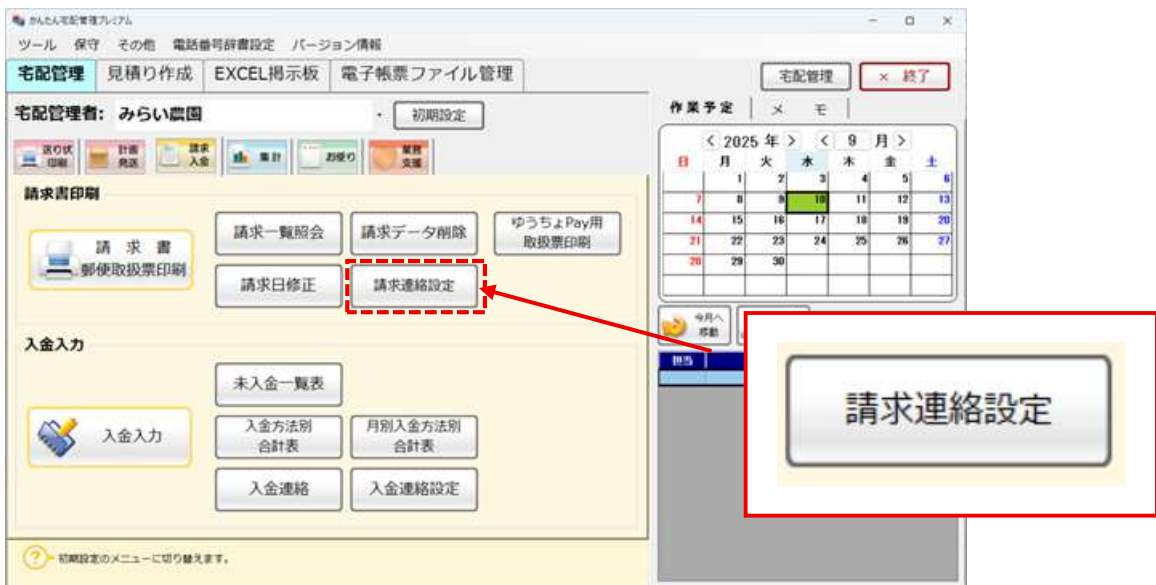 かんたん宅配管理プレミアム
ツール 保守 その他 電話番号辞書設定 バージョン情報
宅配管理 見積り作成 EXCEL掲示板 電子帳票ファイル管理
宅配管理 × 終了
宅配管理者: みらい農園
初期設定
作業予定 メモ
送り状印刷 計画発送 請求入金 集計 お便り 業務支援
< 2025 年 > < 9 月 >
日 月 火 水 木 金 土
1 2 3 4 5 6
7 8 9 10 11 12 13
14 15 16 17 18 19 20
21 22 23 24 25 26 27
28 29 30
請求書印刷
請求書
郵便取扱票印刷
請求一覧照会 請求データ削除
ゆうちょPay用
取扱票印刷
請求日修正 請求連絡設定
今月へ
移動
担当
入金入力
入金入力
未入金一覧表
入金方法別
合計表
月別入金方法別
合計表
入金連絡 入金連絡設定
請求連絡設定
? 初期設定のメニューに切り替えます。